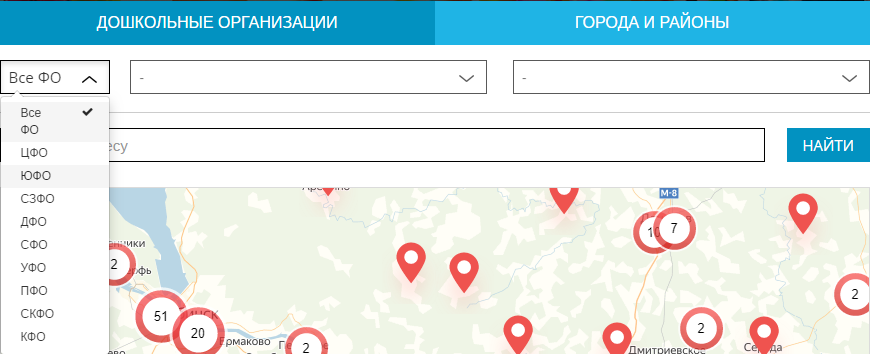 ДОШКОЛЬНЫЕ ОРГАНИЗАЦИИ
ГОРОДА И РАЙОНЫ
Все ФО
-
-
Все
ФО
ЦФО
ЮФО
СЗФО
ДФО
СФО
УФО
ПФО
СКФО
КФО
есу
НАЙТИ
М-8
7
2
2
51
20
Ермаково
2
2
Дмитриевское
Середа